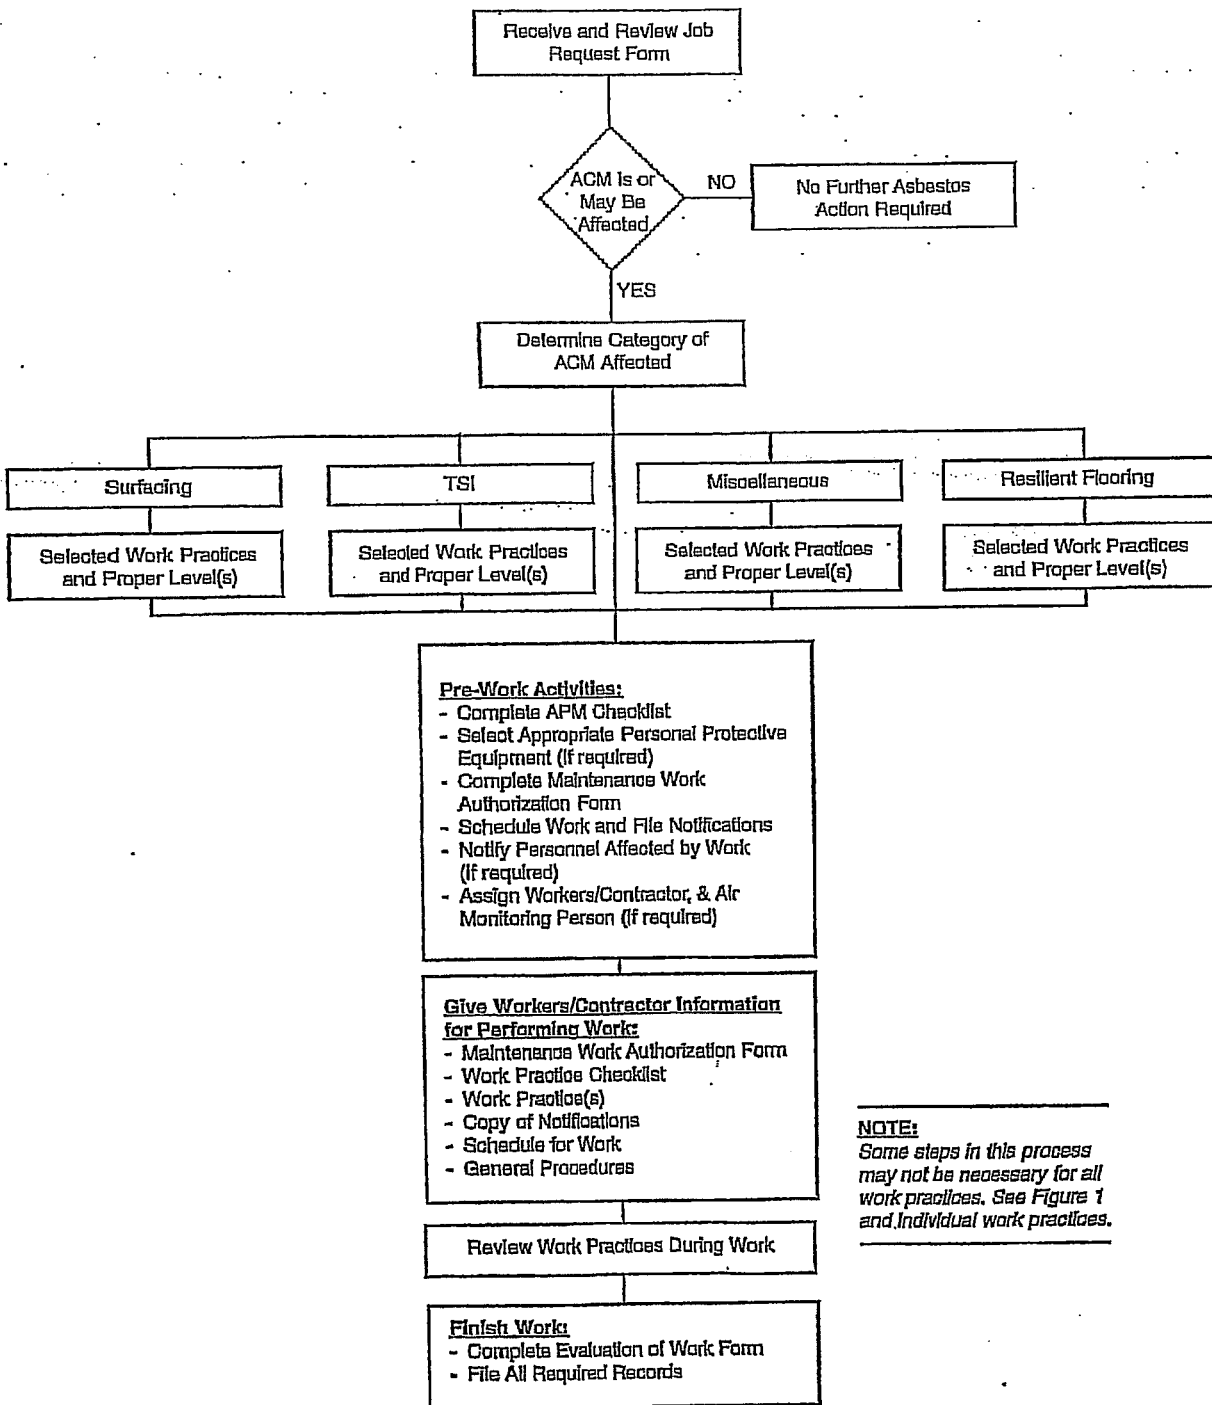 Receive and Review Job
Request Form
ACM Is or
May Be
Affected
NO
No Further Asbestos
Action Required
YES
Determine Category of
ACM Affected
Surfacing
TSI
Miscellaneous
Resilient Flooring
Selected Work Practices
and Proper Level(s)
Selected Work Practices
and Proper Level(s)
Selected Work Practices
and Proper Level(s)
Selected Work Practices
and Proper Level(s)
Pre-Work Activities:
- Complete APM Checklist
- Select Appropriate Personal Protective
Equipment (If required)
- Complete Maintenance Work
Authorization Form
- Schedule Work and File Notifications
- Notify Personnel Affected by Work
(If required)
- Assign Workers/Contractor, & Air
Monitoring Person (If required)
Give Workers/Contractor Information
for Performing Work:
- Maintenance Work Authorization Form
- Work Practice Checklist
- Work Practice(s)
- Copy of Notifications
- Schedule for Work
- General Procedures
NOTE:
Some steps in this process
may not be necessary for all
work practices. See Figure 1
and Individual work practices.
Review Work Practices During Work
Finish Work:
- Complete Evaluation of Work Form
- File All Required Records